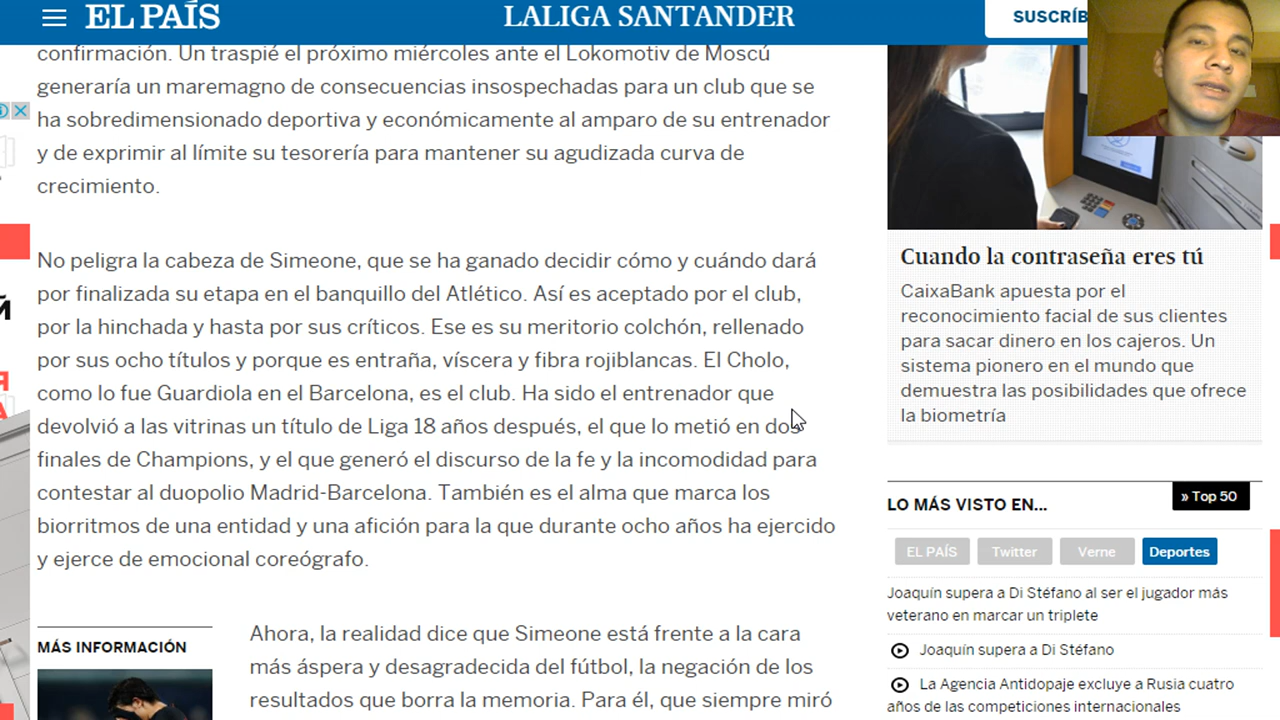 EL PAÍS
LALIGA SANTANDER
SUSCRÍB
confirmación. Un traspié el próximo miércoles ante el Lokomotiv de Moscú
generaría un maremagno de consecuencias insospechadas para un club que se
ha sobredimensionado deportiva y económicamente al amparo de su entrenador
y de exprimir al límite su tesorería para mantener su agudizada curva de
crecimiento.
No peligra la cabeza de Simeone, que se ha ganado decidir cómo y cuándo dará
por finalizada su etapa en el banquillo del Atlético. Así es aceptado por el club,
por la hinchada y hasta por sus críticos. Ese es su meritorio colchón, rellenado
por sus ocho títulos y porque es entraña, víscera y fibra rojiblancas. El Cholo,
como lo fue Guardiola en el Barcelona, es el club. Ha sido el entrenador que
devolvió a las vitrinas un título de Liga 18 años después, el que lo metió en dos
finales de Champions, y el que generó el discurso de la fe y la incomodidad para
contestar al duopolio Madrid-Barcelona. También es el alma que marca los
biorritmos de una entidad y una afición para la que durante ocho años ha ejercido
y ejerce de emocional coreógrafo.
MÁS INFORMACIÓN
Ahora, la realidad dice que Simeone está frente a la cara
más áspera y desagradecida del fútbol, la negación de los
resultados que borra la memoria. Para él, que siempre miró
Cuando la contraseña eres tú
CaixaBank apuesta por el
reconocimiento facial de sus clientes
para sacar dinero en los cajeros. Un
sistema pionero en el mundo que
demuestra las posibilidades que ofrece
la biometría
LO MÁS VISTO EN...
» Top 50
EL PAÍS
Twitter
Verne
Deportes
Joaquín supera a Di Stéfano al ser el jugador más
veterano en marcar un triplete
Joaquín supera a Di Stéfano
La Agencia Antidopaje excluye a Rusia cuatro
años de las competiciones internacionales